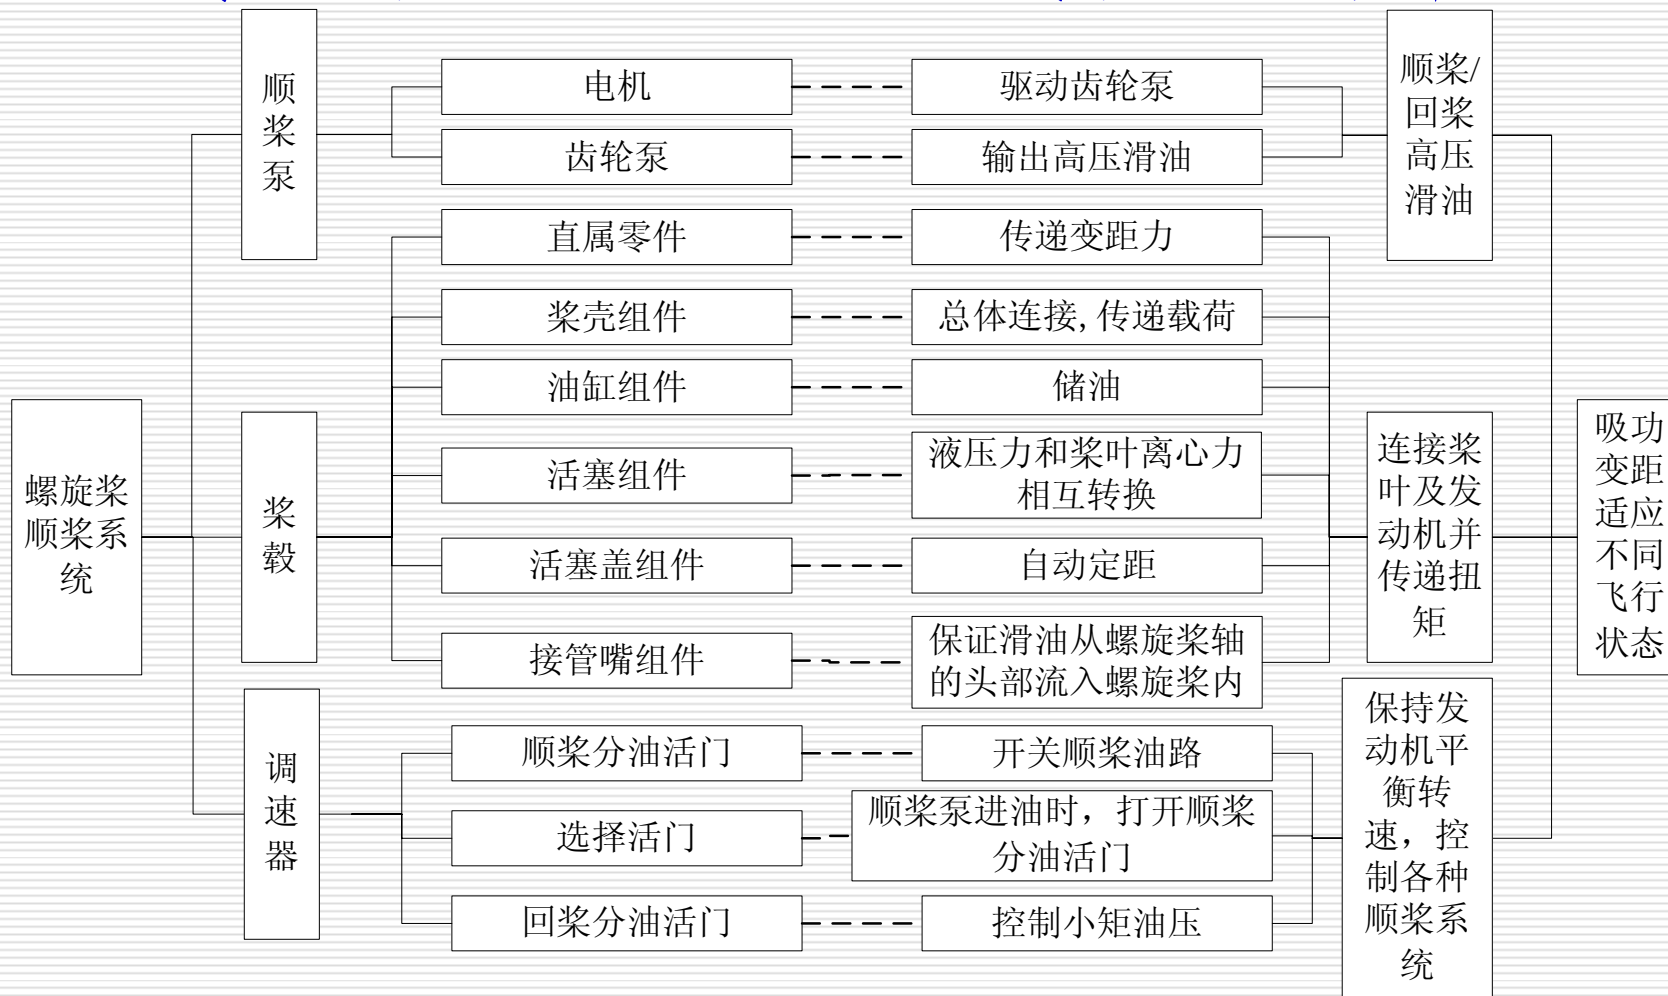 顺
桨
泵
电机
驱动齿轮泵
顺桨/
回桨
高压
滑油
齿轮泵
输出高压滑油
直属零件
传递变距力
桨壳组件
总体连接,传递载荷
油缸组件
储油
螺旋桨
顺桨系
统
桨
毂
活塞组件
液压力和桨叶离心力
相互转换
连接桨
叶及发
动机并
传递扭
矩
吸功
变距
适应
不同
飞行
状态
活塞盖组件
自动定距
接管嘴组件
保证滑油从螺旋桨轴
的头部流入螺旋桨内
调
速
器
顺桨分油活门
开关顺桨油路
保持发
动机平
衡转
速，控
制各种
顺桨系
统
选择活门
顺桨泵进油时，打开顺桨
分油活门
回桨分油活门
控制小矩油压